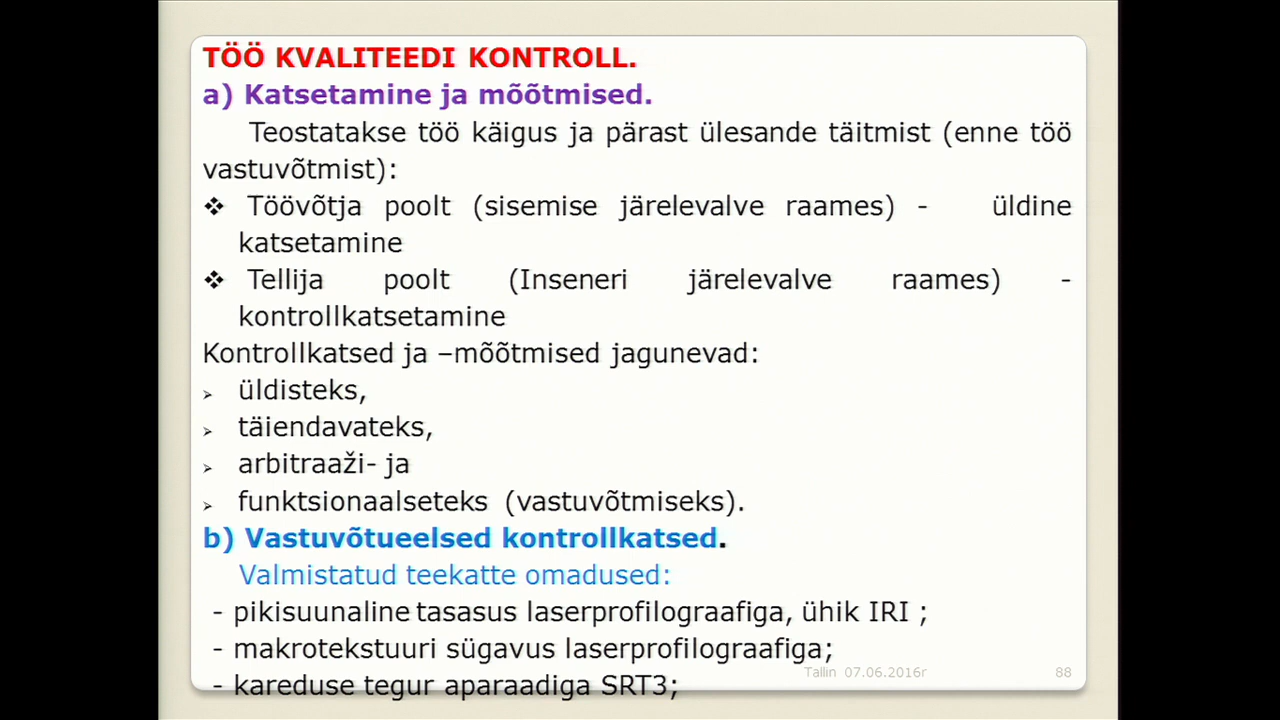 TÖÖ KVALITEEDI KONTROLL.
a) Katsetamine ja mõõtmised.
Teostatakse töö käigus ja pärast ülesande täitmist (enne töö
vastuvõtmist):
❖ Töövõtja poolt (sisemise järelevalve raames) - üldine
katsetamine
❖ Tellija poolt (Inseneri järelevalve raames) -
kontrollkatsetamine
Kontrollkatsed ja –mõõtmised jagunevad:
➢ üldisteks,
➢ täiendavateks,
➢ arbitraaži- ja
➢ funktsionaalseteks (vastuvõtmiseks).
b) Vastuvõtueelsed kontrollkatsed.
Valmistatud teekatte omadused:
- pikisuunaline tasasus laserprofilograafiga, ühik IRI ;
- makrotekstuuri sügavus laserprofilograafiga;
- kareduse tegur aparaadiga SRT3;
Tallin 07.06.2016r 88